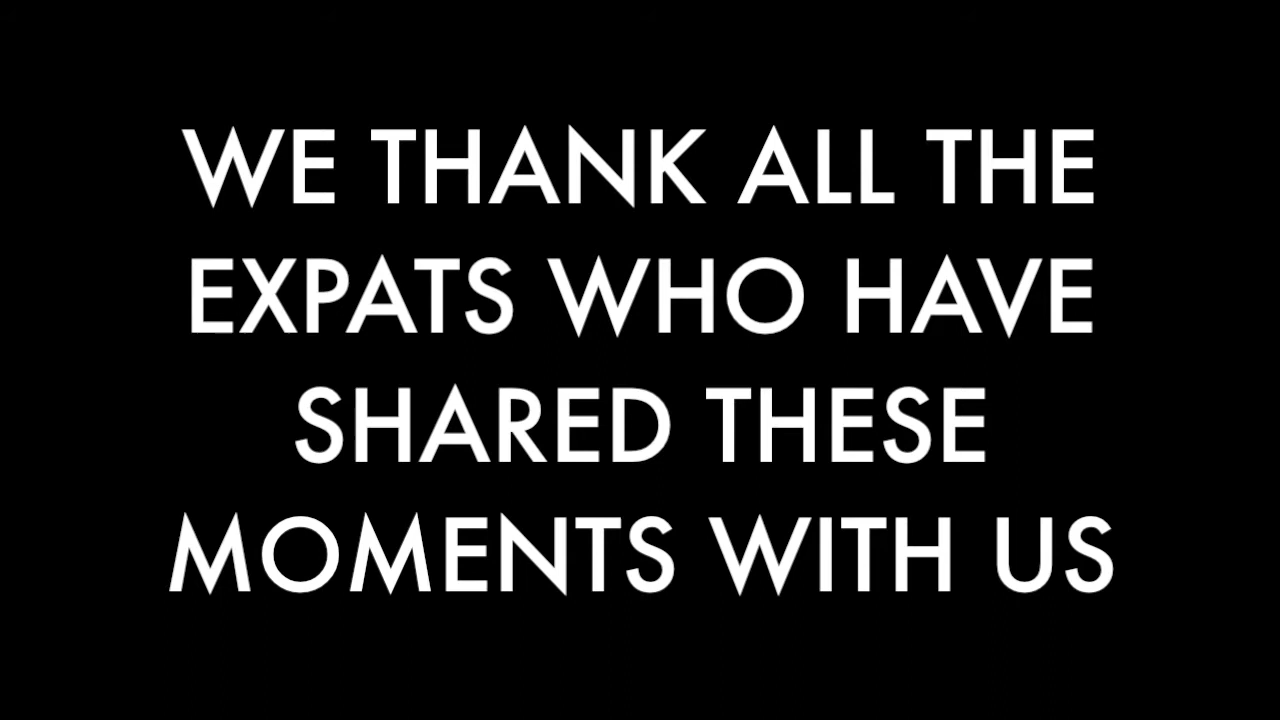 WE THANK ALL THE
EXPATS WHO HAVE
SHARED THESE
MOMENTS WITH US